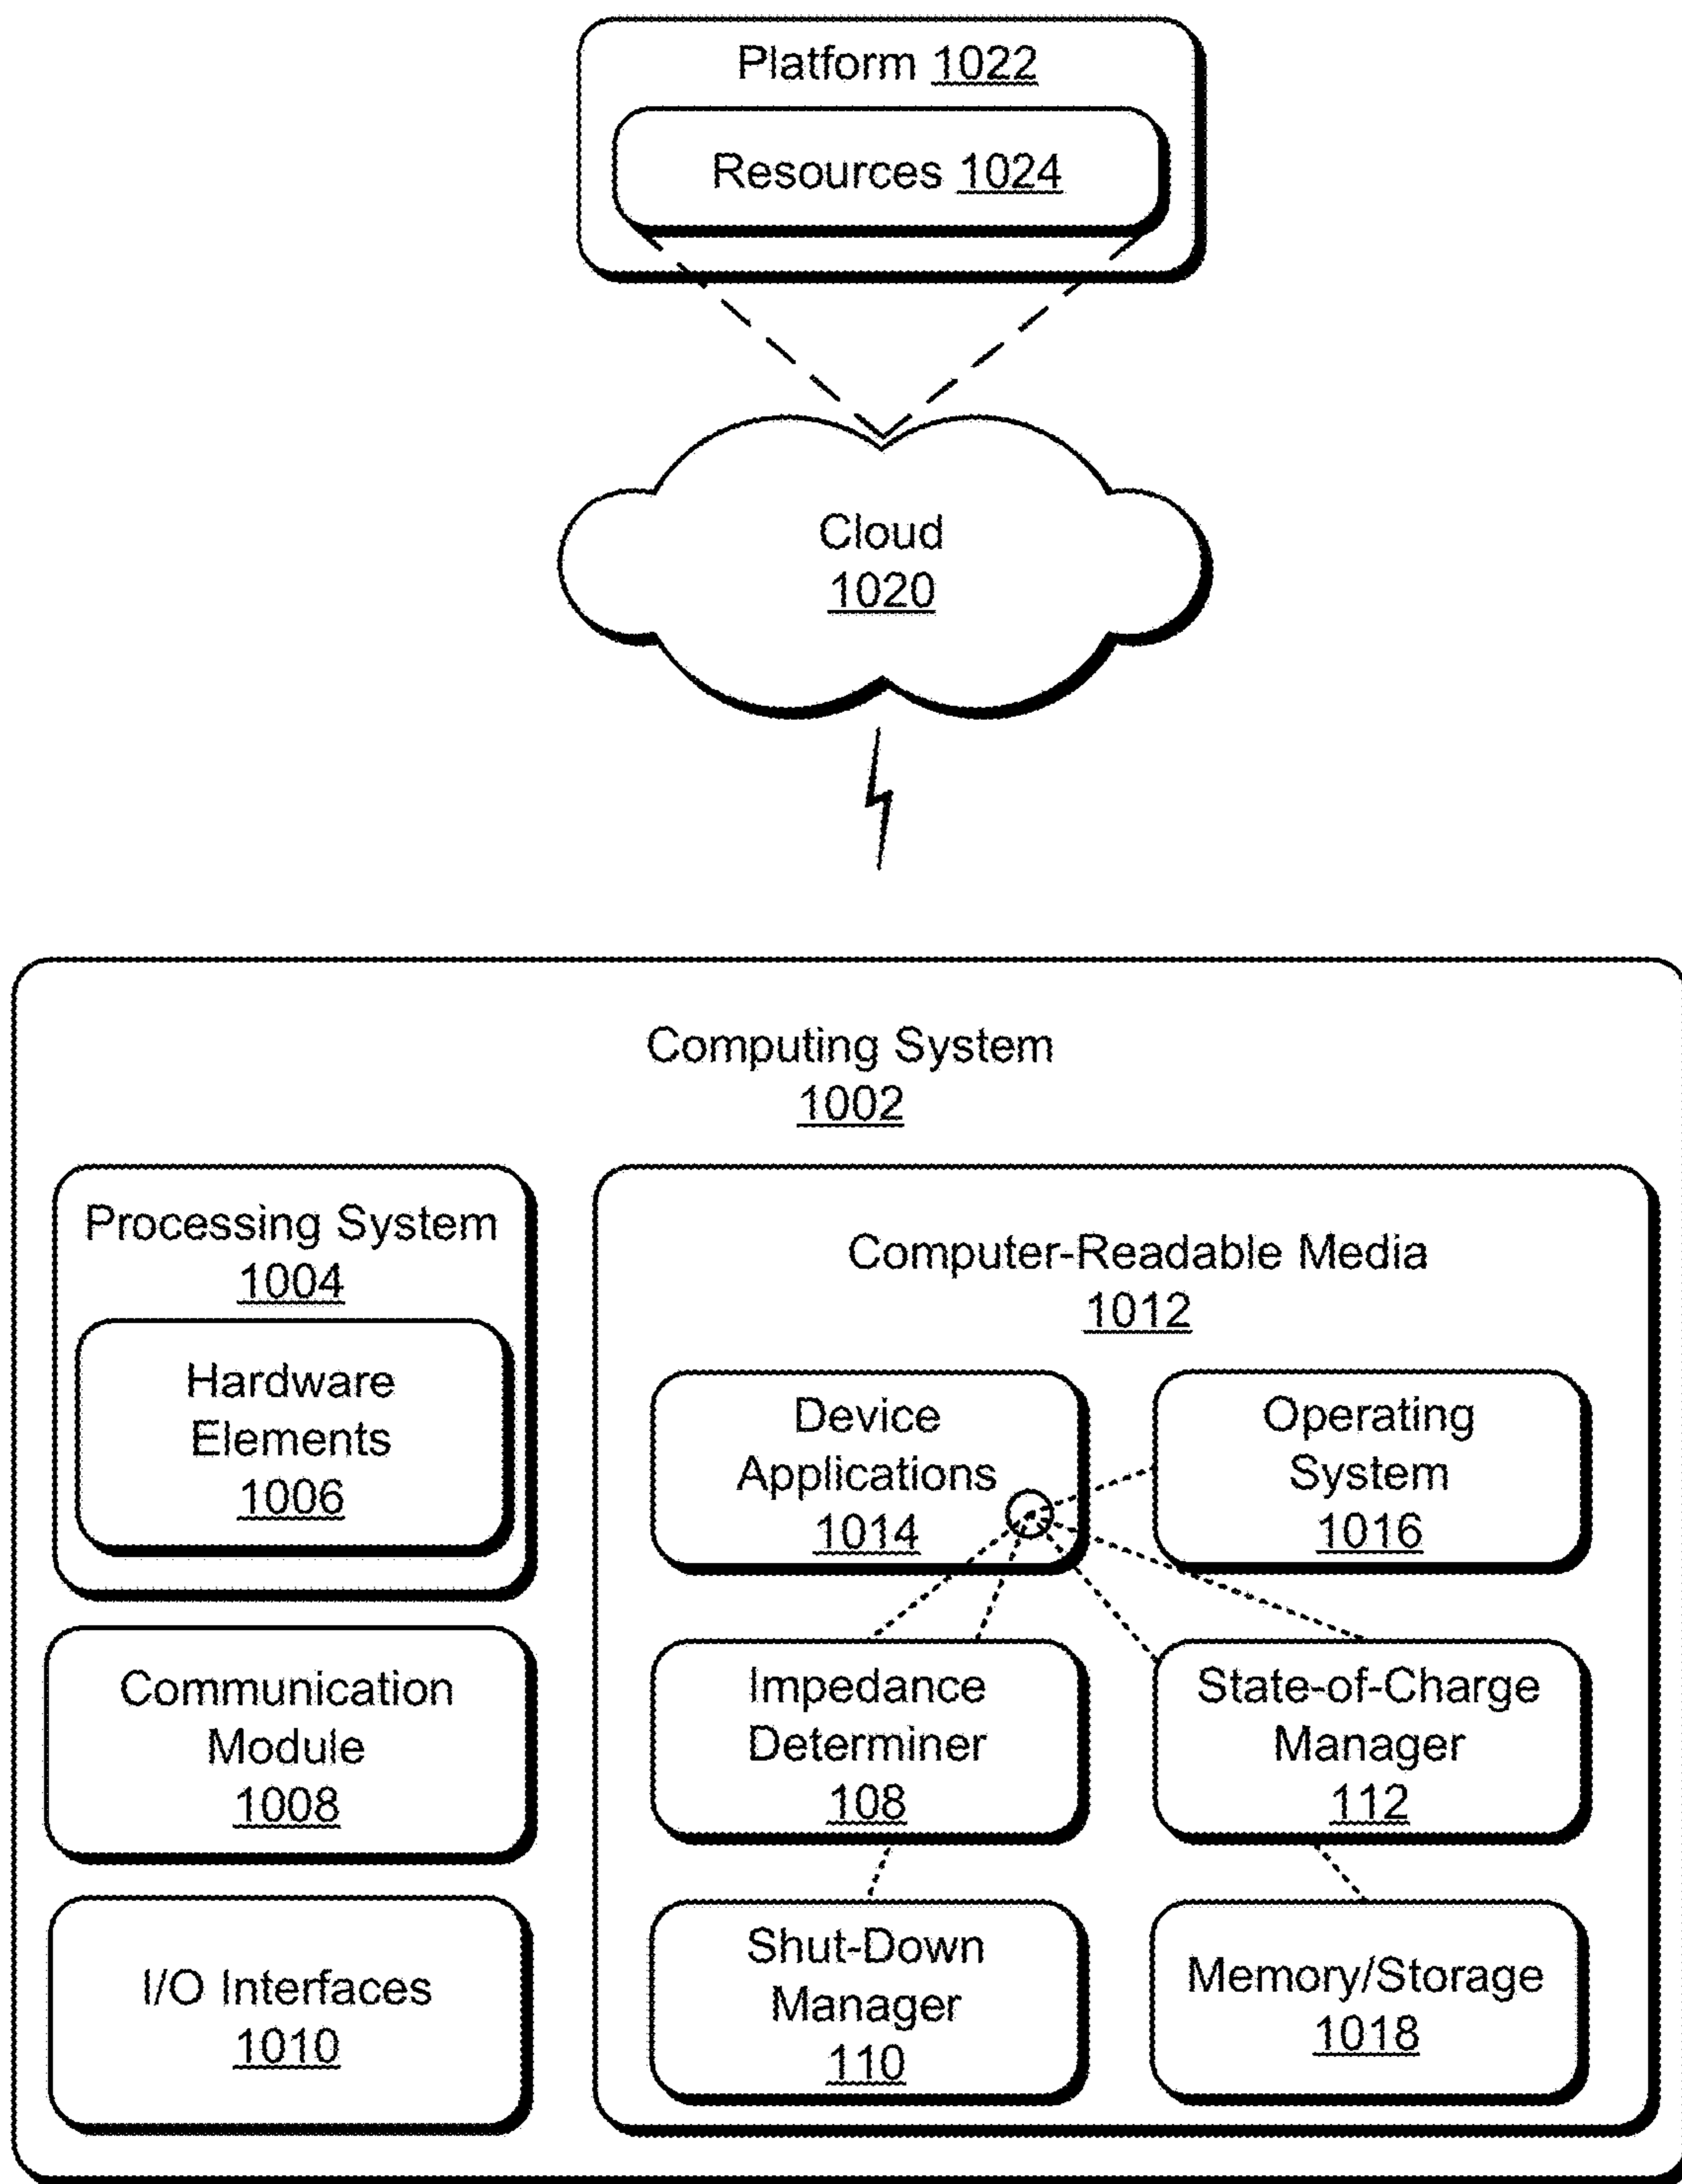 Platform 1022
Resources 1024
Cloud
1020
Computing System
1002
Processing System
1004
Hardware
Elements
1006
Communication
Module
1008
I/O Interfaces
1010
Computer-Readable Media
1012
Device
Applications
1014
Operating
System
1016
Impedance
Determiner
108
State-of-Charge
Manager
112
Shut-Down
Manager
110
Memory/Storage
1018